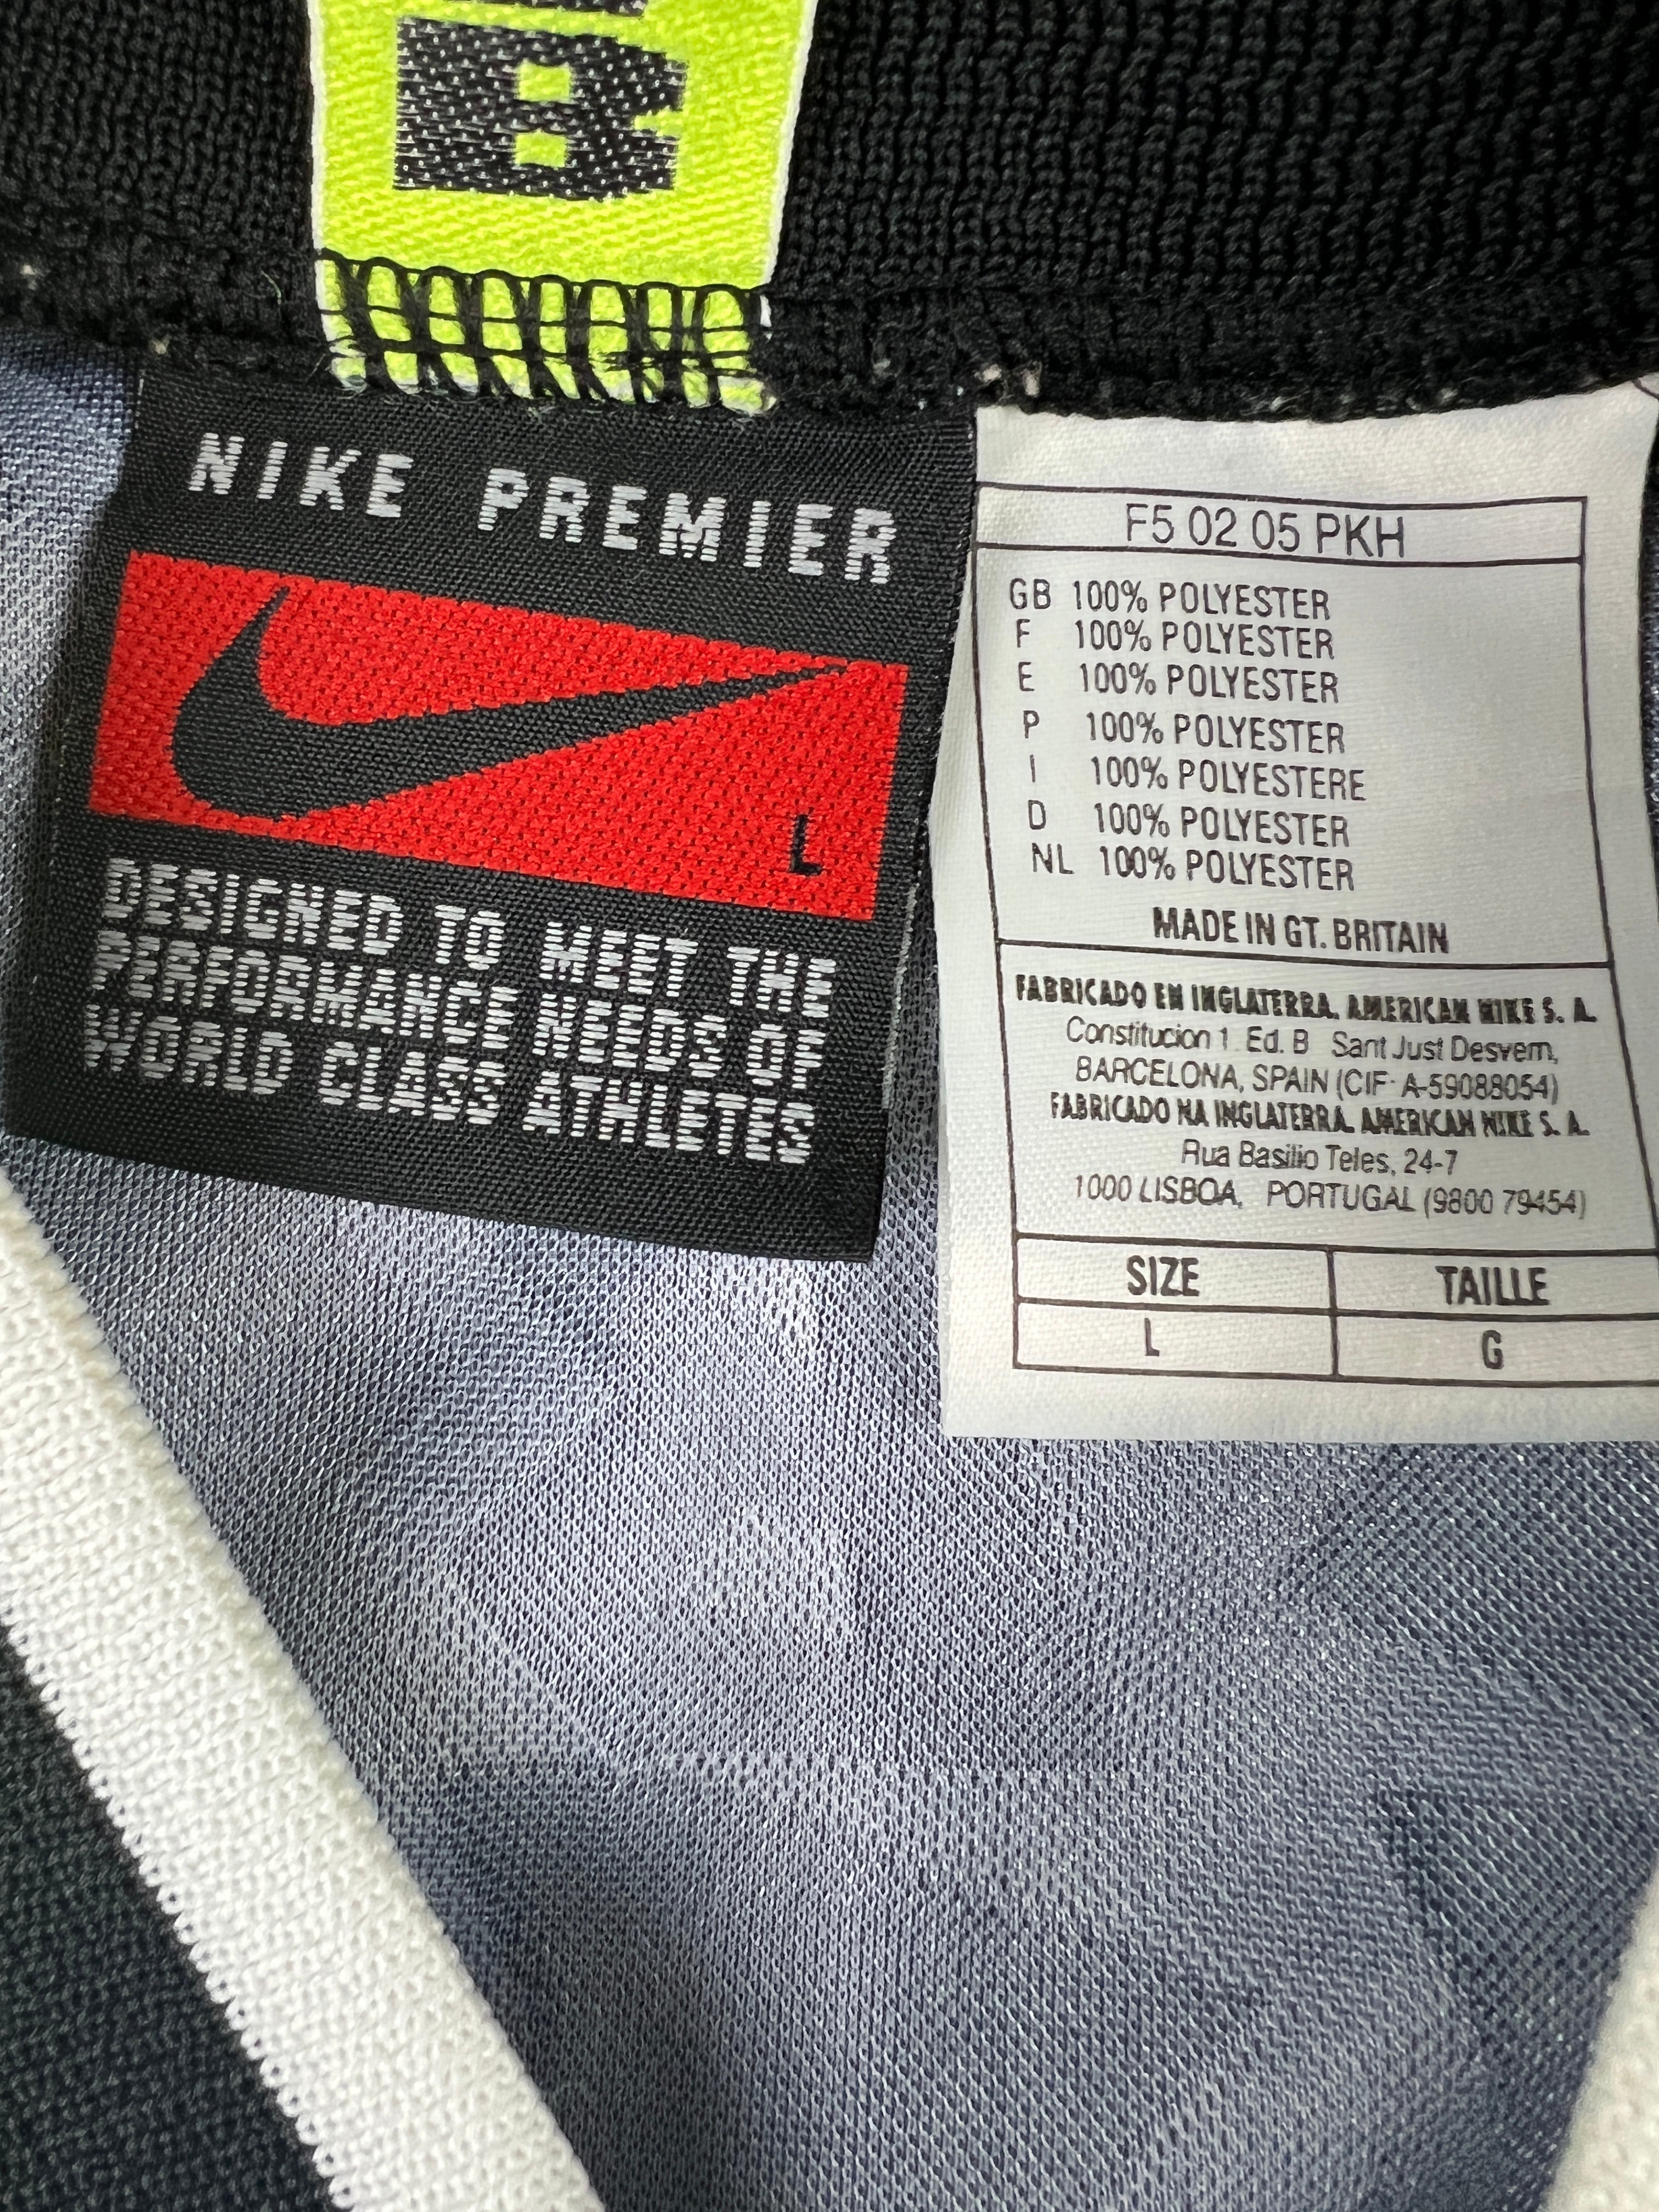 B
NIKE PREMIER
L
DESIGNED TO MEET THE
PERFORMANCE NEEDS OF
WORLD CLASS ATHLETES
F5 02 05 PKH
GB 100% POLYESTER
F 100% POLYESTER
E 100% POLYESTER
P 100% POLYESTER
I 100% POLYESTERE
D 100% POLYESTER
NL 100% POLYESTER
MADE IN GT. BRITAIN
FABRICADO EN INGLATERRA. AMERICAN NIKE S. A.
Constitucion 1 Ed. B Sant Just Desvern,
BARCELONA, SPAIN (CIF- A-59088054)
FABRICADO NA INGLATERRA. AMERICAN NIKE S. A.
Rua Basilio Teles, 24-7
1000 LISBOA, PORTUGAL (9800 79454)
SIZE TAILLE
L G